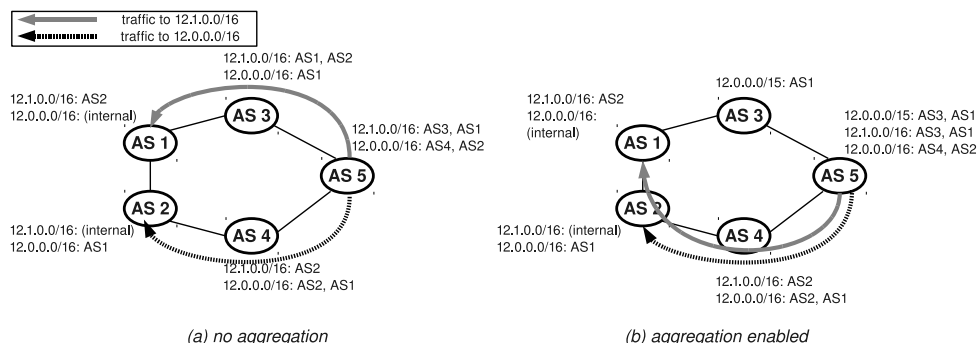 traffic to 12.1.0.0/16
traffic to 12.0.0.0/16
12.1.0.0/16: AS1, AS2
12.0.0.0/16: AS1
12.1.0.0/16: AS2
12.0.0.0/16: (internal)
AS 3
AS 1
12.1.0.0/16: AS3, AS1
12.0.0.0/16: AS4, AS2
AS 5
AS 2
12.1.0.0/16: (internal)
12.0.0.0/16: AS1
AS 4
12.1.0.0/16: AS2
12.0.0.0/16: AS2, AS1
(a) no aggregation
12.0.0.0/15: AS1
12.1.0.0/16: AS2
12.0.0.0/16:
(internal)
AS 3
12.0.0.0/15: AS3, AS1
12.1.0.0/16: AS3, AS1
12.0.0.0/16: AS4, AS2
AS 1
AS 5
AS 2
12.1.0.0/16: (internal)
12.0.0.0/16: AS1
AS 4
12.1.0.0/16: AS2
12.0.0.0/16: AS2, AS1
(b) aggregation enabled